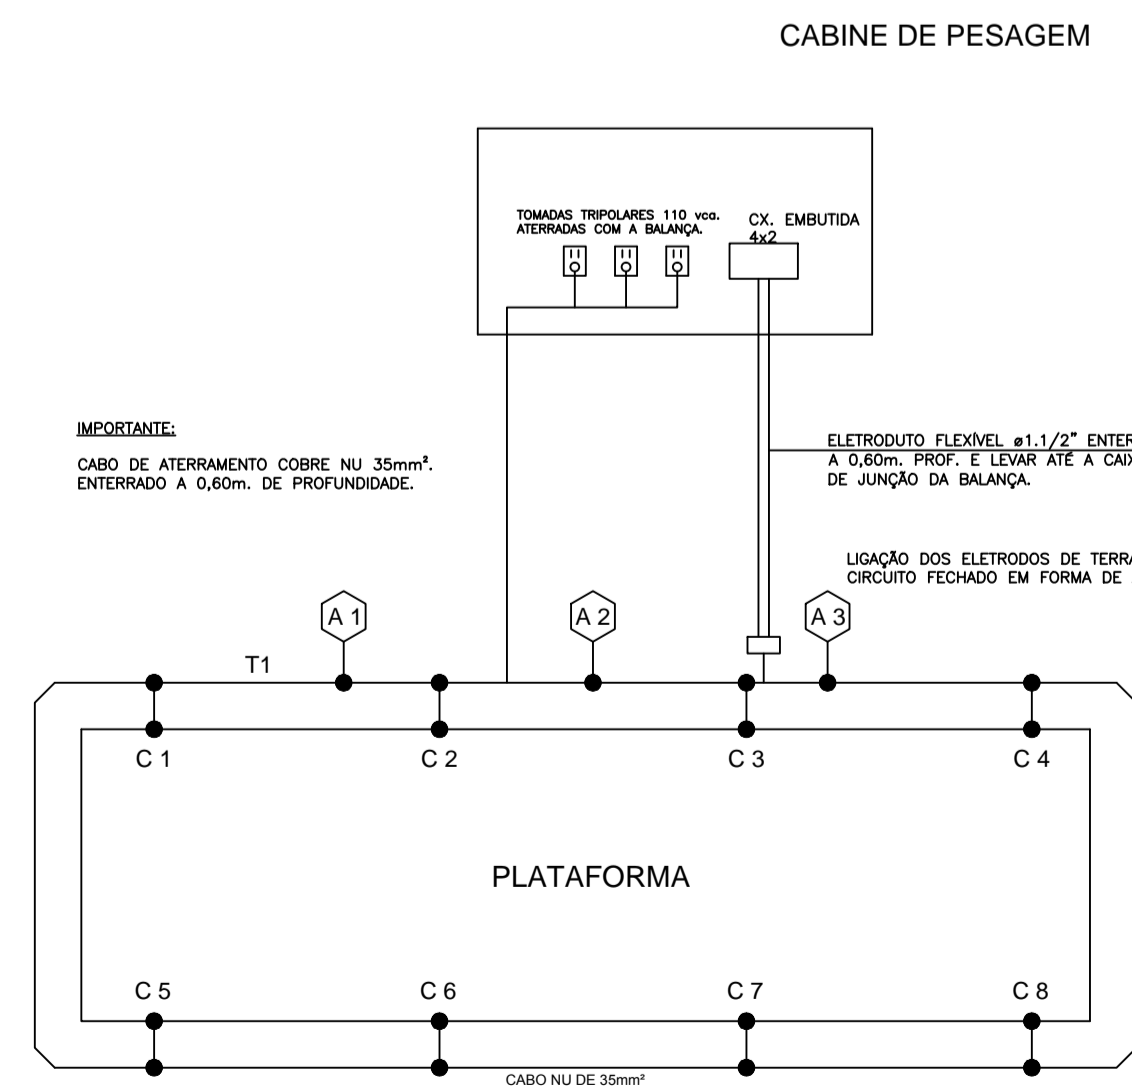 CABINE DE PESAGEM
TOMADAS TRIPOLARES 110 vca.
ATERRADAS COM A BALANÇA.
CX. EMBUTIDA
4x2
IMPORTANTE:
CABO DE ATERRAMENTO COBRE NU 35mm².
ENTERRADO A 0,60m. DE PROFUNDIDADE.
ELETRODUTO FLEXÍVEL ø1.1/2"
A 0,60m. PROF. E LEVAR ATÉ A
DE JUNÇÃO DA BALANÇA.
LIGAÇÃO DOS ELETRODOS DE
CIRCUITO FECHADO EM FORMA DE
A 1
A 2
A 3
T1
C 1
C 2
C 3
C 4
PLATAFORMA
C 5
C 6
C 7
C 8
CABO NU DE 35mm²